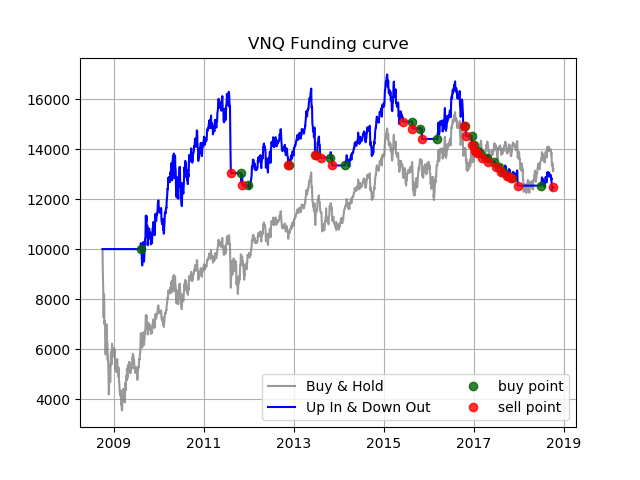 VNQ Funding curve
16000
14000
12000
10000
8000
6000
4000
Buy & Hold
buy point
Up In & Down Out
sell point
2009 2011 2013 2015 2017 2019